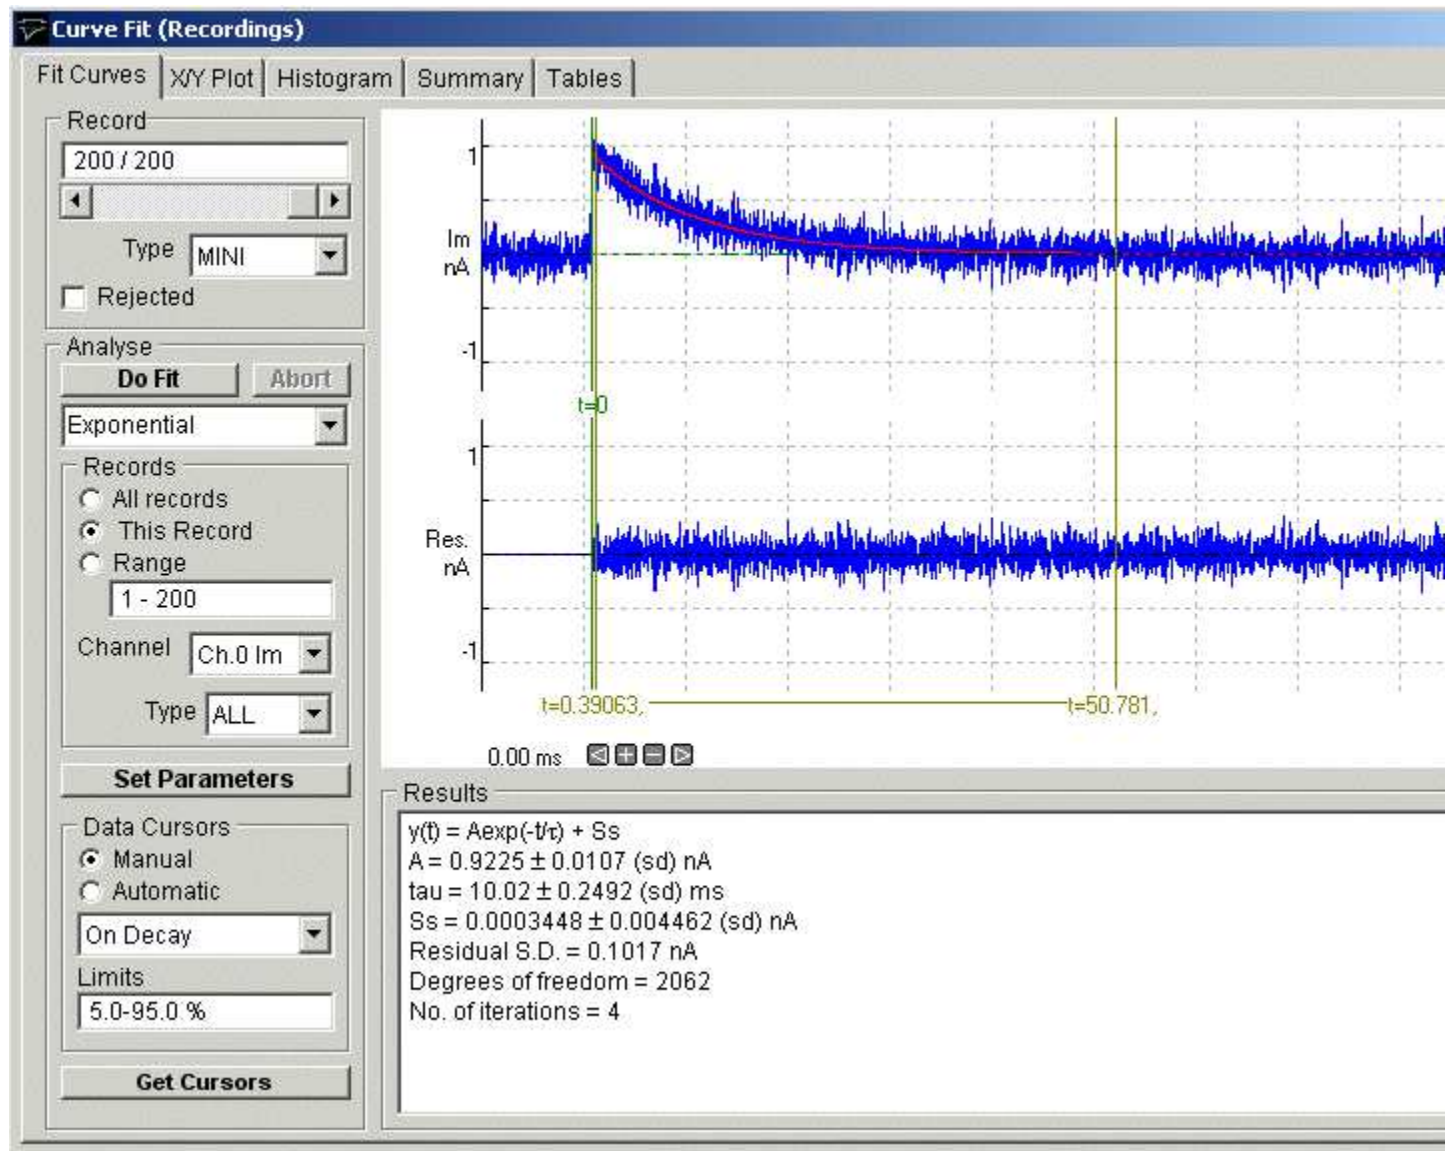 Curve Fit (Recordings)
Fit Curves X/Y Plot Histogram Summary Tables
Record
200 / 200
Type MINI
Rejected
Analyse
Do Fit Abort
Exponential
Records
All records
This Record
Range
1 - 200
Channel Ch.0 Im
Type ALL
Set Parameters
Data Cursors
Manual
Automatic
On Decay
Limits
5.0-95.0 %
Get Cursors
1
Im
nA
-1
t=0
1
Res.
nA
-1
t=0.39063, t=50.781,
0.00 ms
Results
y(t) = Aexp(-t/τ) + Ss
A = 0.9225 ± 0.0107 (sd) nA
tau = 10.02 ± 0.2492 (sd) ms
Ss = 0.0003448 ± 0.004462 (sd) nA
Residual S.D. = 0.1017 nA
Degrees of freedom = 2062
No. of iterations = 4